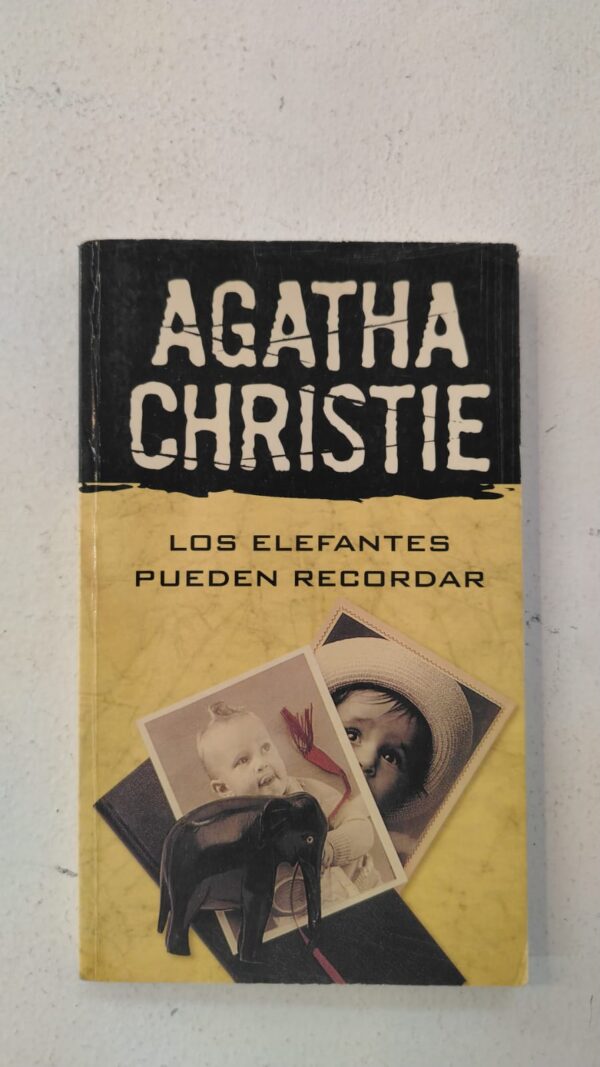 AGATHA
CHRISTIE
LOS ELEFANTES
PUEDEN RECORDAR